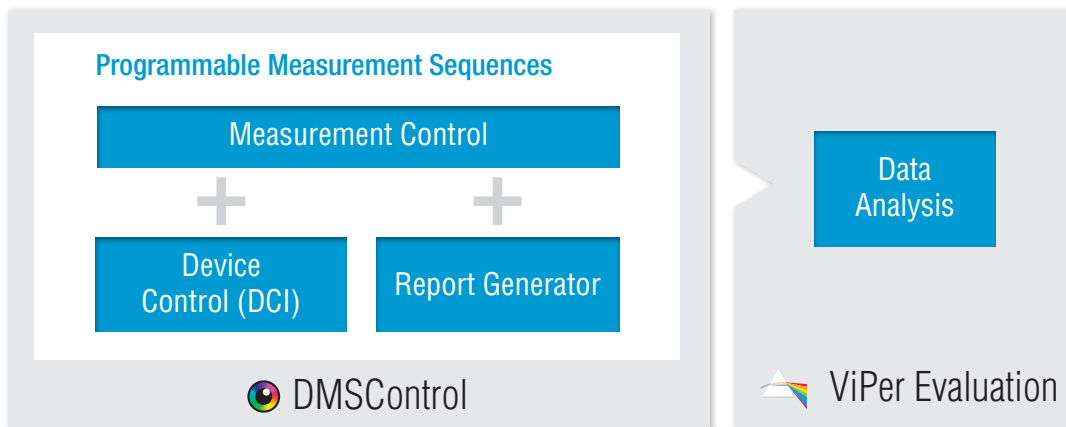 Programmable Measurement Sequences
Measurement Control
Device
Control (DCI)
Report Generator
DMSControl
Data
Analysis
ViPer Evaluation